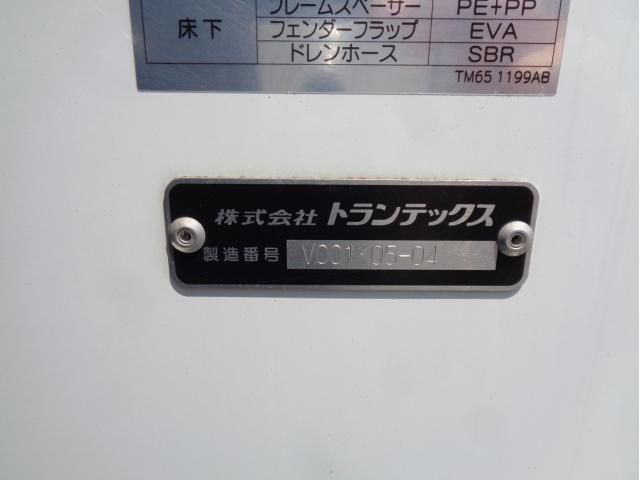 フレームスペーサー PE+PP
床下 フェンダーフラップ EVA
ドレンホース SBR
TM65 1199AB
株式会社 トランテックス
製造番号 V001K05-04